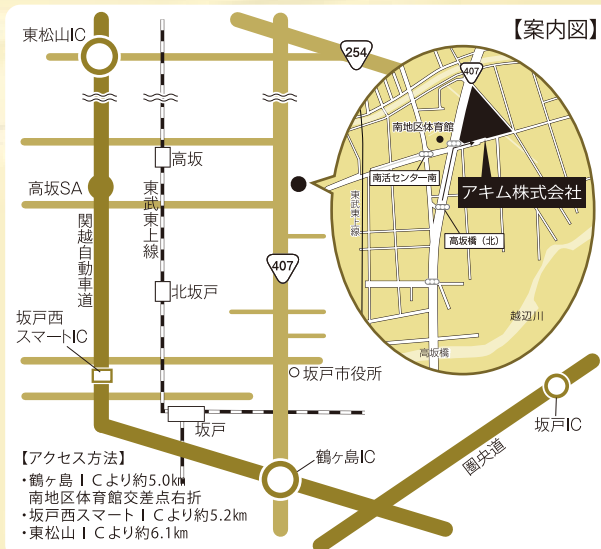 【案内図】
東松山IC
254
407
南地区体育館
高坂
南活センター南
アキム株式会社
高坂SA
東武東上線
東武東上線
関越自動車道
高坂橋（北）
407
北坂戸
越辺川
坂戸西
スマートIC
高坂橋
坂戸市役所
坂戸
坂戸IC
圏央道
鶴ヶ島IC
【アクセス方法】
・鶴ヶ島ＩＣより約5.0㎞
南地区体育館交差点右折
・坂戸西スマートＩＣより約5.2㎞
・東松山ＩＣより約6.1㎞